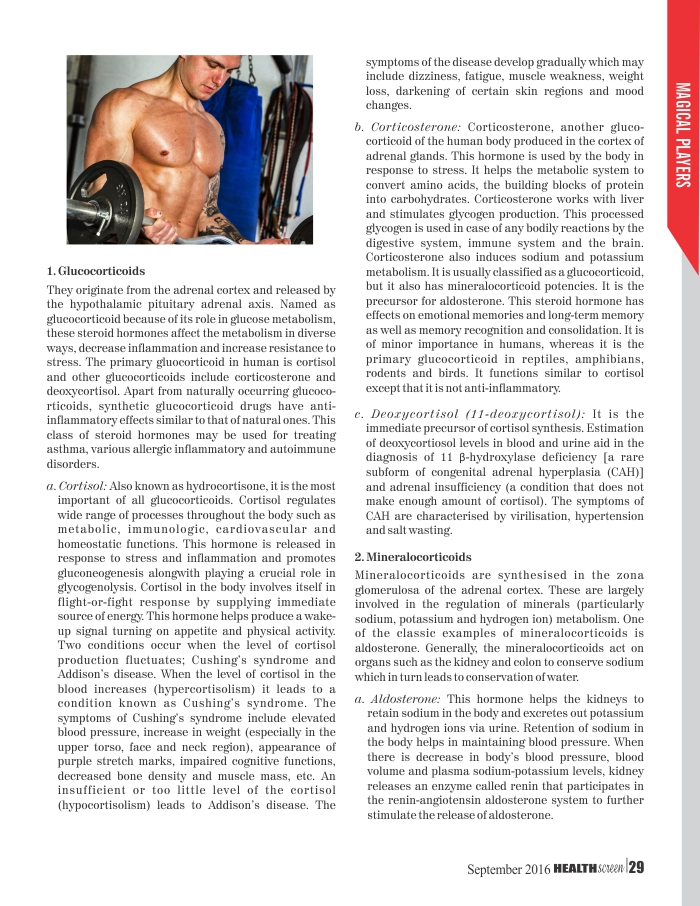 1. Glucocorticoids
They originate from the adrenal cortex and released by
the hypothalamic pituitary adrenal axis. Named as
glucocorticoid because of its role in glucose metabolism,
these steroid hormones affect the metabolism in diverse
ways, decrease inflammation and increase resistance to
stress. The primary gluocorticoid in human is cortisol
and other glucocorticoids include corticosterone and
deoxycortisol. Apart from naturally occurring glucoco-
rticoids, synthetic glucocorticoid drugs have anti-
inflammatory effects similar to that of natural ones. This
class of steroid hormones may be used for treating
asthma, various allergic inflammatory and autoimmune
disorders.
a. Cortisol: Also known as hydrocortisone, it is the most
important of all glucocorticoids. Cortisol regulates
wide range of processes throughout the body such as
metabolic, immunologic, cardiovascular and
homeostatic functions. This hormone is released in
response to stress and inflammation and promotes
gluconeogenesis alongwith playing a crucial role in
glycogenolysis. Cortisol in the body involves itself in
flight-or-fight response by supplying immediate
source of energy. This hormone helps produce a wake-
up signal turning on appetite and physical activity.
Two conditions occur when the level of cortisol
production fluctuates; Cushing's syndrome and
Addison's disease. When the level of cortisol in the
blood increases (hypercortisolism) it leads to a
condition known as Cushing's syndrome. The
symptoms of Cushing's syndrome include elevated
blood pressure, increase in weight (especially in the
upper torso, face and neck region), appearance of
purple stretch marks, impaired cognitive functions,
decreased bone density and muscle mass, etc. An
insufficient or too little level of the cortisol
(hypocortisolism) leads to Addison's disease. The
symptoms of the disease develop gradually which may
include dizziness, fatigue, muscle weakness, weight
loss, darkening of certain skin regions and mood
changes.
b. Corticosterone: Corticosterone, another gluco-
corticoid of the human body produced in the cortex of
adrenal glands. This hormone is used by the body in
response to stress. It helps the metabolic system to
convert amino acids, the building blocks of protein
into carbohydrates. Corticosterone works with liver
and stimulates glycogen production. This processed
glycogen is used in case of any bodily reactions by the
digestive system, immune system and the brain.
Corticosterone also induces sodium and potassium
metabolism. It is usually classified as a glucocorticoid,
but it also has mineralocorticoid potencies. It is the
precursor for aldosterone. This steroid hormone has
effects on emotional memories and long-term memory
as well as memory recognition and consolidation. It is
of minor importance in humans, whereas it is the
primary glucocorticoid in reptiles, amphibians,
rodents and birds. It functions similar to cortisol
except that it is not anti-inflammatory.
c. Deoxycortisol (11-deoxycortisol): It is the
immediate precursor of cortisol synthesis. Estimation
of deoxycortiosol levels in blood and urine aid in the
diagnosis of 11 β-hydroxylase deficiency [a rare
subform of congenital adrenal hyperplasia (CAH)]
and adrenal insufficiency (a condition that does not
make enough amount of cortisol). The symptoms of
CAH are characterised by virilisation, hypertension
and salt wasting.
2. Mineralocorticoids
Mineralocorticoids are synthesised in the zona
glomerulosa of the adrenal cortex. These are largely
involved in the regulation of minerals (particularly
sodium, potassium and hydrogen ion) metabolism. One
of the classic examples of mineralocorticoids is
aldosterone. Generally, the mineralocorticoids act on
organs such as the kidney and colon to conserve sodium
which in turn leads to conservation of water.
a. Aldosterone: This hormone helps the kidneys to
retain sodium in the body and excretes out potassium
and hydrogen ions via urine. Retention of sodium in
the body helps in maintaining blood pressure. When
there is decrease in body's blood pressure, blood
volume and plasma sodium-potassium levels, kidney
releases an enzyme called renin that participates in
the renin-angiotensin aldosterone system to further
stimulate the release of aldosterone.
MAGICAL PLAYERS
September 2016 HEALTH screen 29